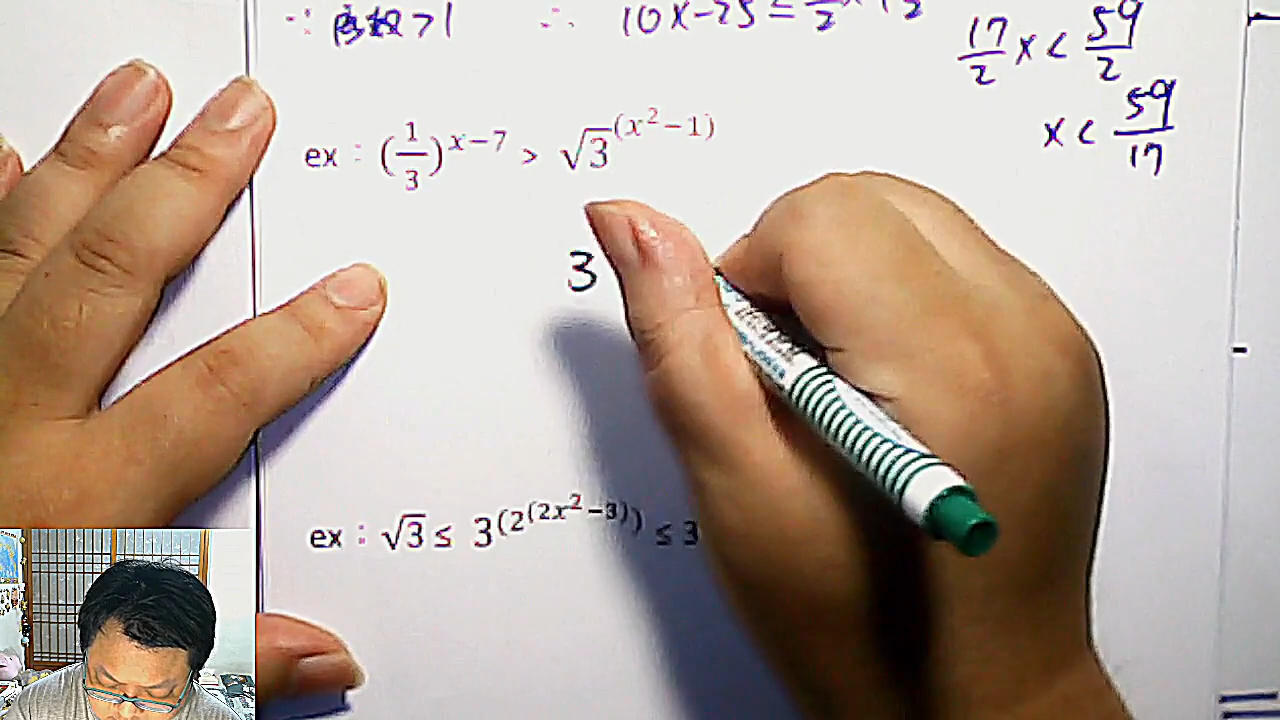 ∵ >1 ∴ 10x-25≤
17/2 x < 59/2
x < 59/17
ex：(1/3)^(x-7) > √3^(x²-1)
3
ex：√3 ≤ 3^(2^(2x²-3)) ≤ 3